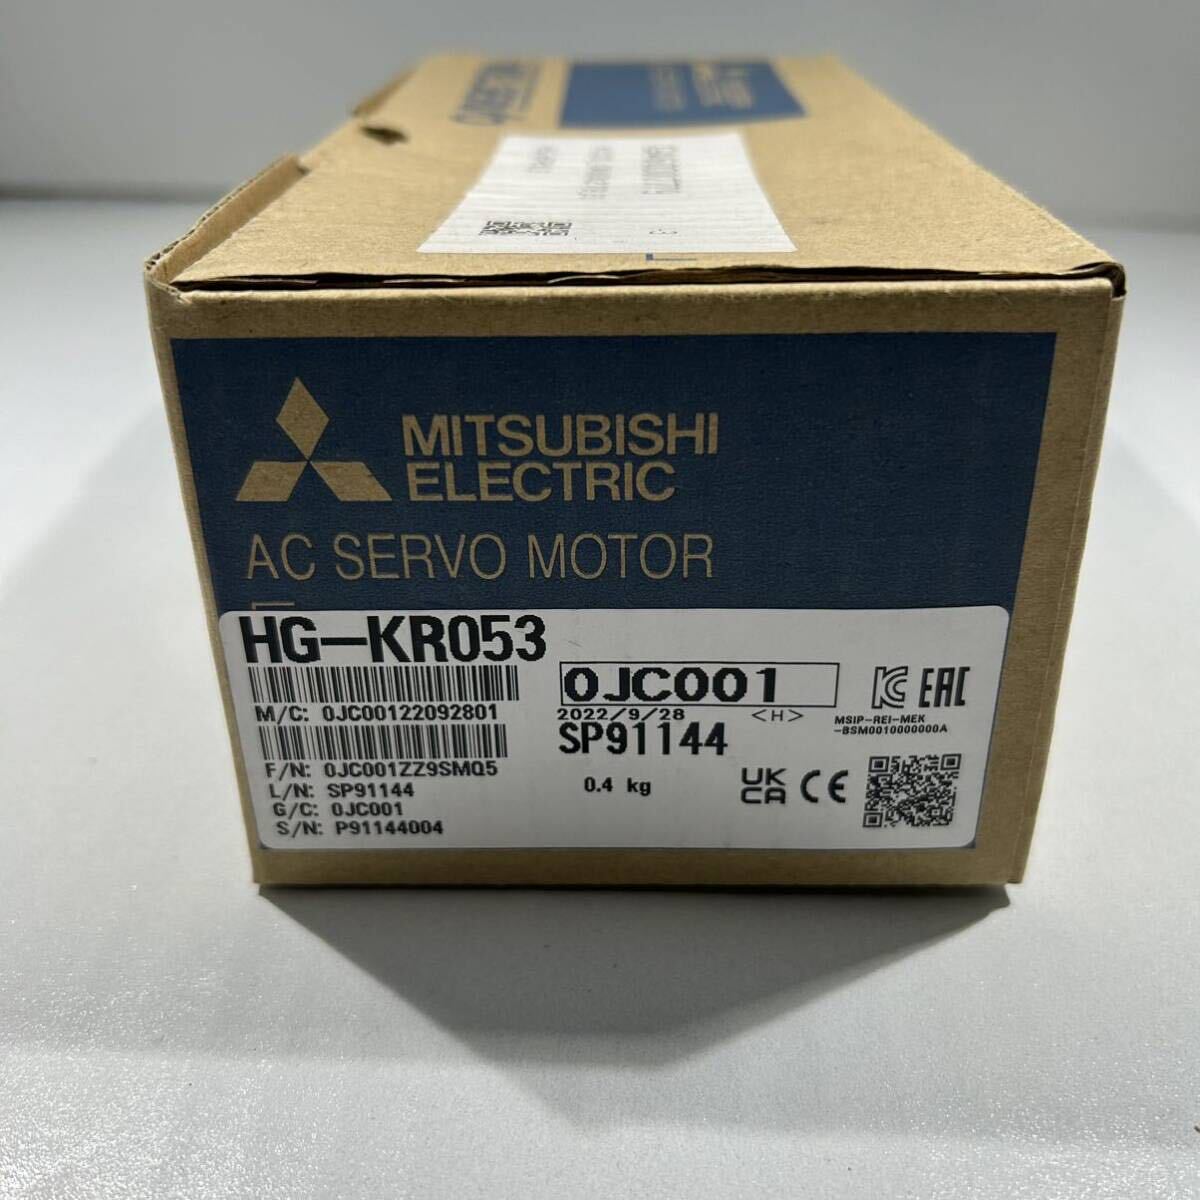 MITSUBISHI
ELECTRIC
AC SERVO MOTOR
HG-KR053
0JC001
M/C: 0JC00122092801
2022/9/28 <H>
MSIP-REI-MEK
-BSM0010000000A
SP91144
F/N: 0JC001ZZ9SMQ5
L/N: SP91144
0.4 kg
G/C: 0JC001
S/N: P91144004
UK
CA
CE
EAC